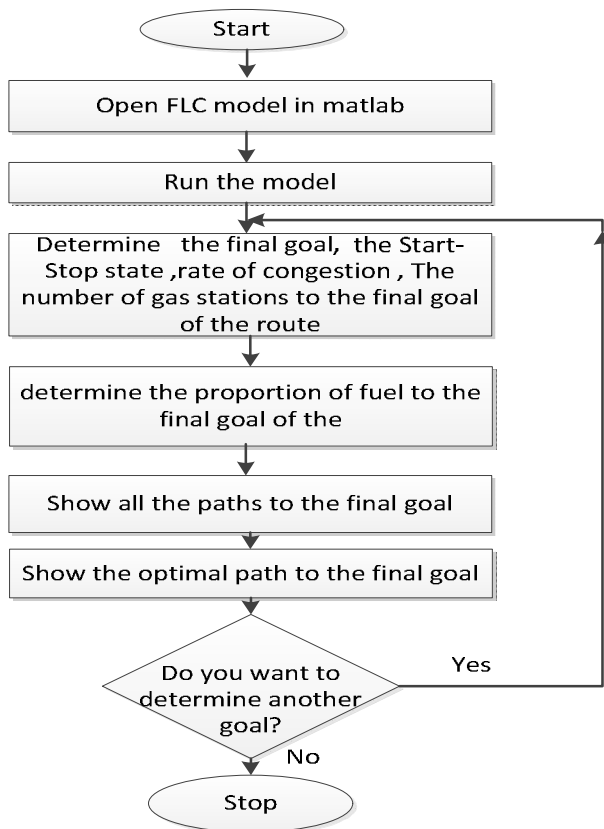 Start
Open FLC model in matlab
Run the model
Determine the final goal, the Start-
Stop state ,rate of congestion , The
number of gas stations to the final goal
of the route
determine the proportion of fuel to the
final goal of the
Show all the paths to the final goal
Show the optimal path to the final goal
Do you want to
determine another
goal?
Yes
No
Stop